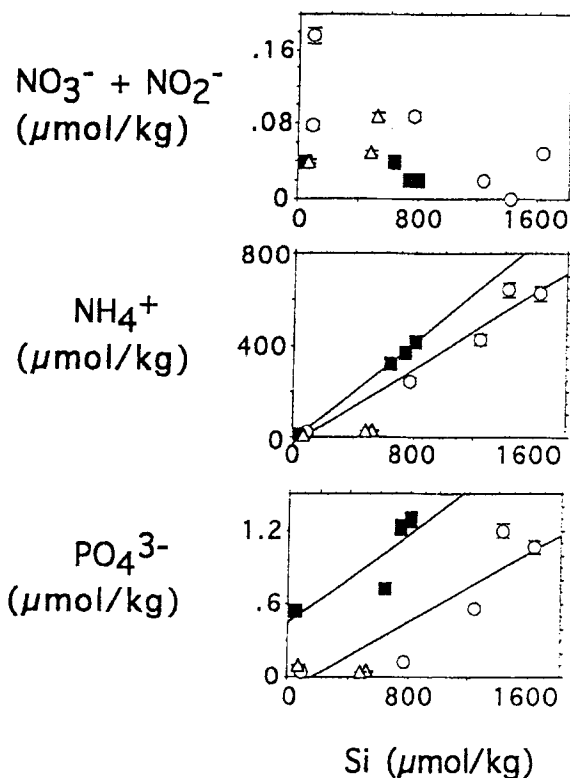 NO₃⁻ + NO₂⁻
(µmol/kg)
.16
.08
0
0 800 1600
NH₄⁺
µmol/kg)
800
400
0
0 800 1600
PO₄³⁻
(µmol/kg)
1.2
.6
0
0 800 1600
Si (µmol/kg)